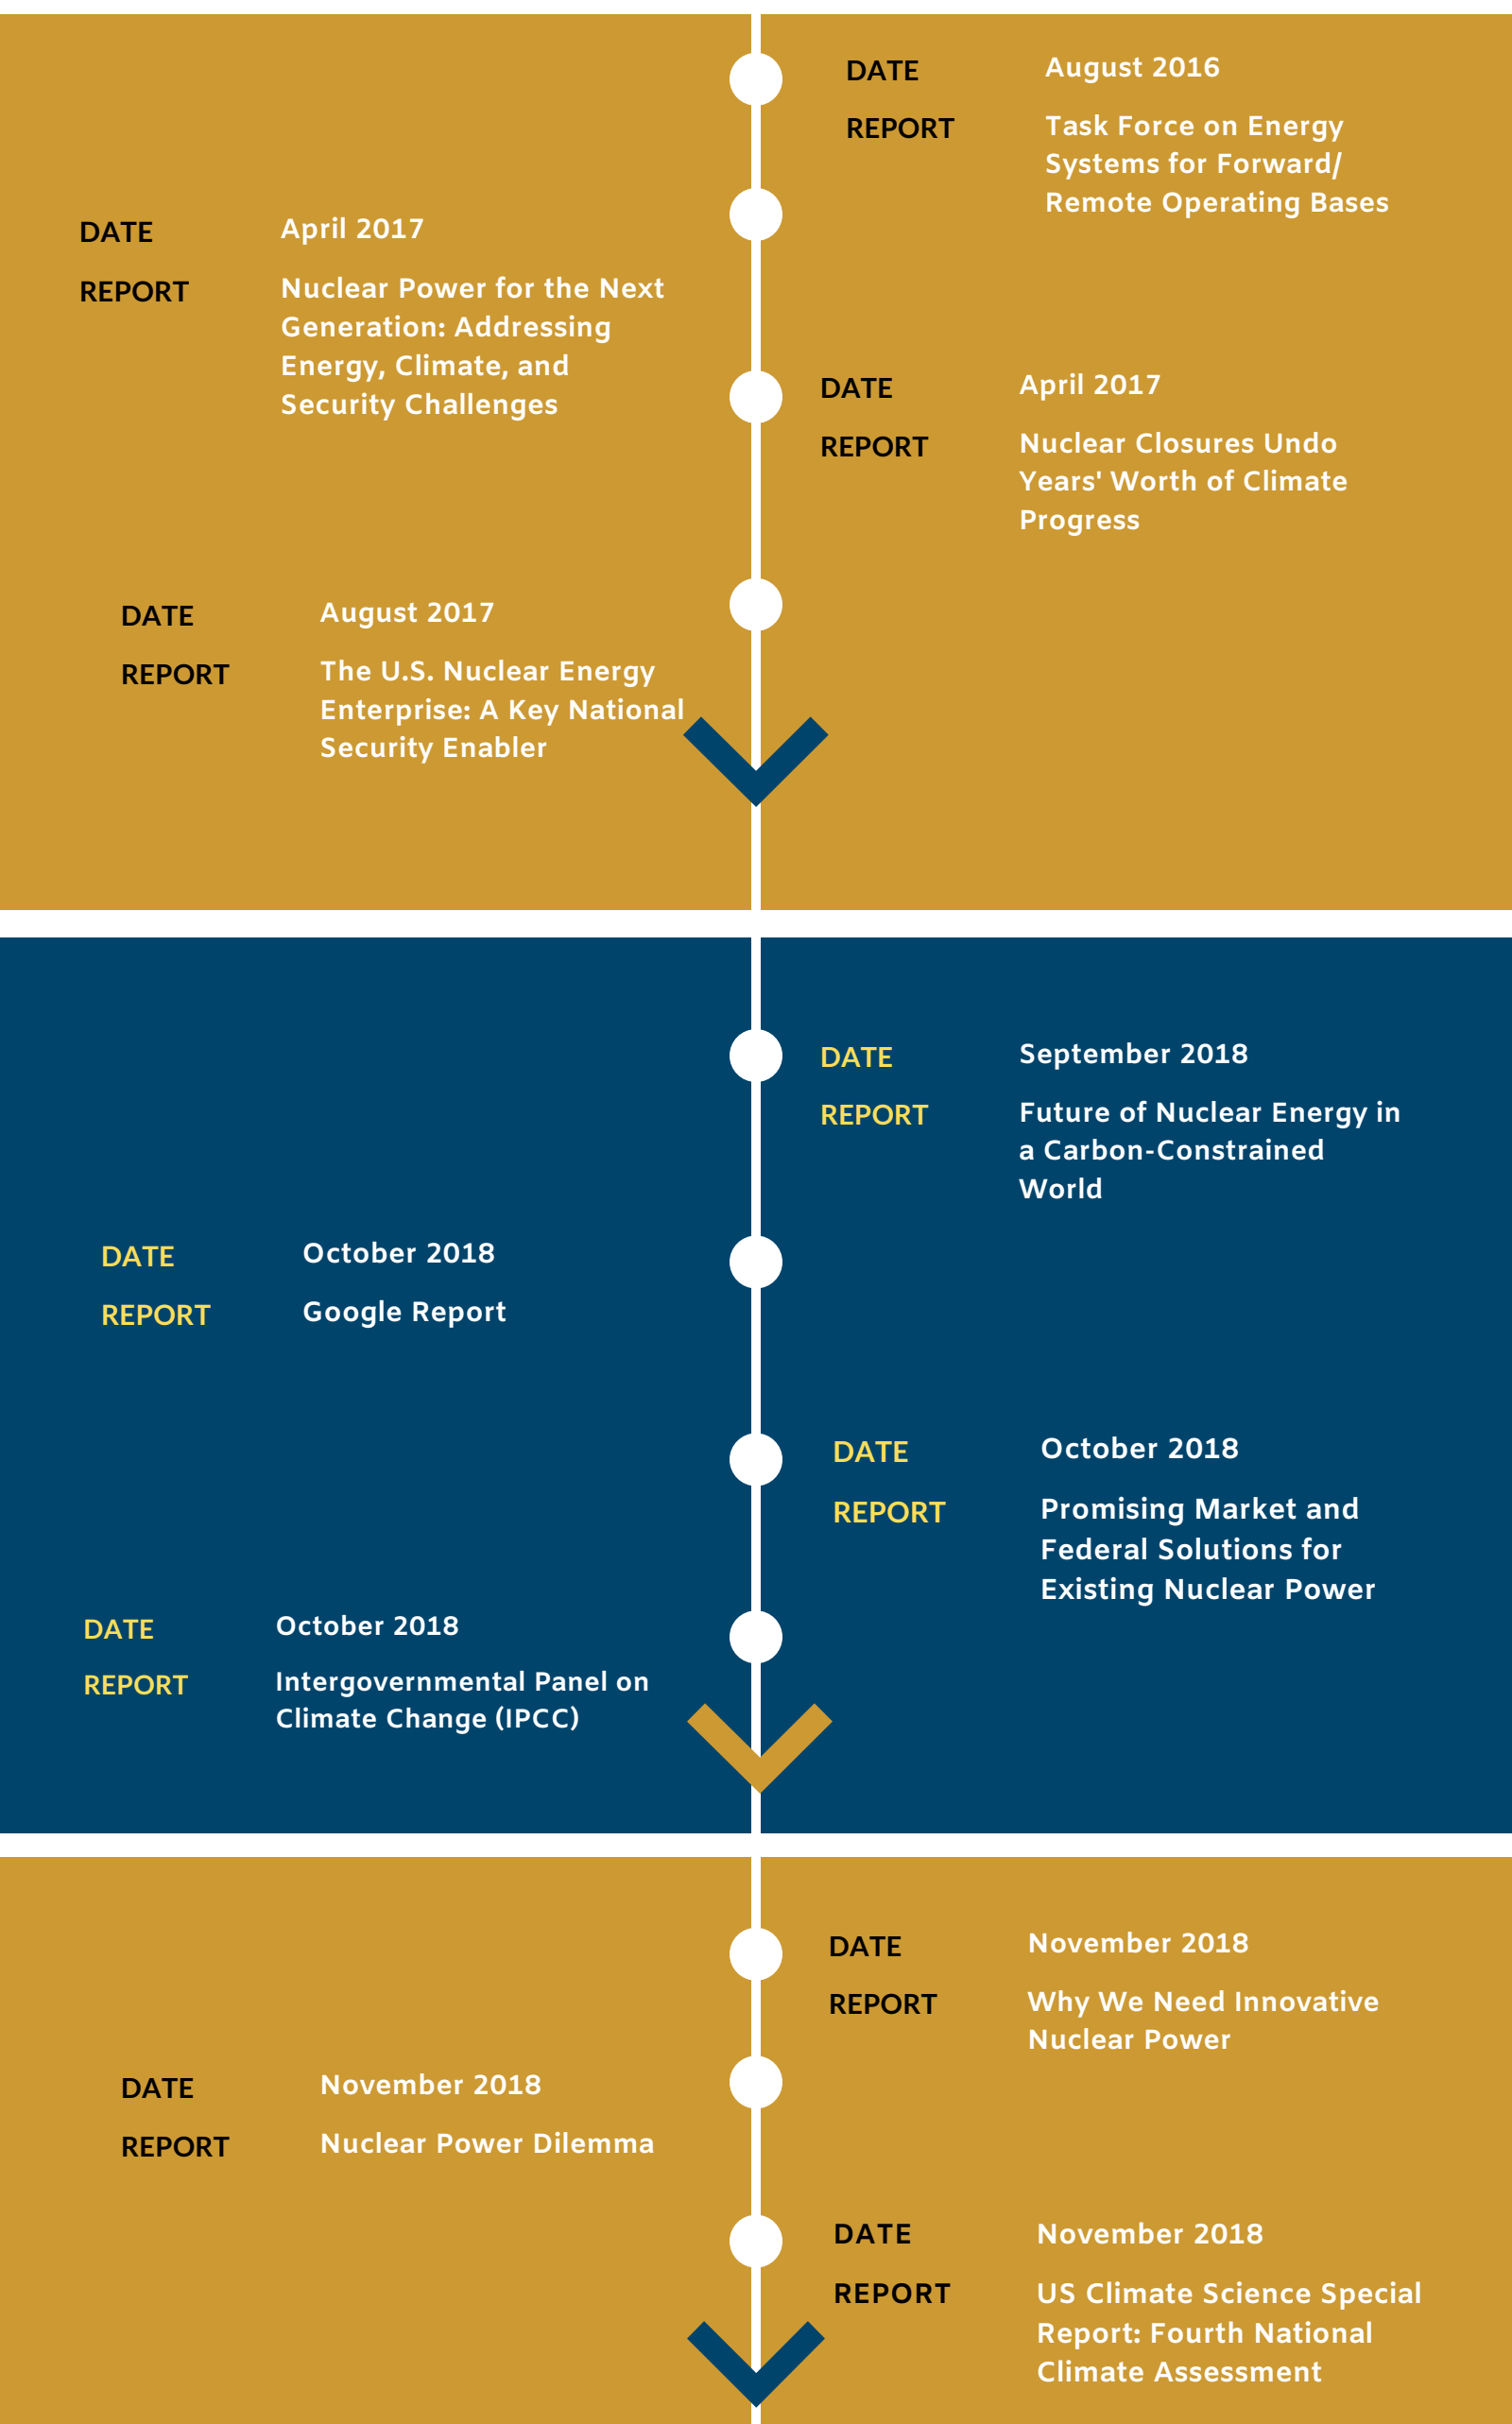 DATE August 2016
REPORT Task Force on Energy
Systems for Forward/
Remote Operating Bases
DATE April 2017
REPORT Nuclear Power for the Next
Generation: Addressing
Energy, Climate, and
Security Challenges
DATE April 2017
REPORT Nuclear Closures Undo
Years' Worth of Climate
Progress
DATE August 2017
REPORT The U.S. Nuclear Energy
Enterprise: A Key National
Security Enabler
DATE September 2018
REPORT Future of Nuclear Energy in
a Carbon-Constrained
World
DATE October 2018
REPORT Google Report
DATE October 2018
REPORT Promising Market and
Federal Solutions for
Existing Nuclear Power
DATE October 2018
REPORT Intergovernmental Panel on
Climate Change (IPCC)
DATE November 2018
REPORT Why We Need Innovative
Nuclear Power
DATE November 2018
REPORT Nuclear Power Dilemma
DATE November 2018
REPORT US Climate Science Special
Report: Fourth National
Climate Assessment